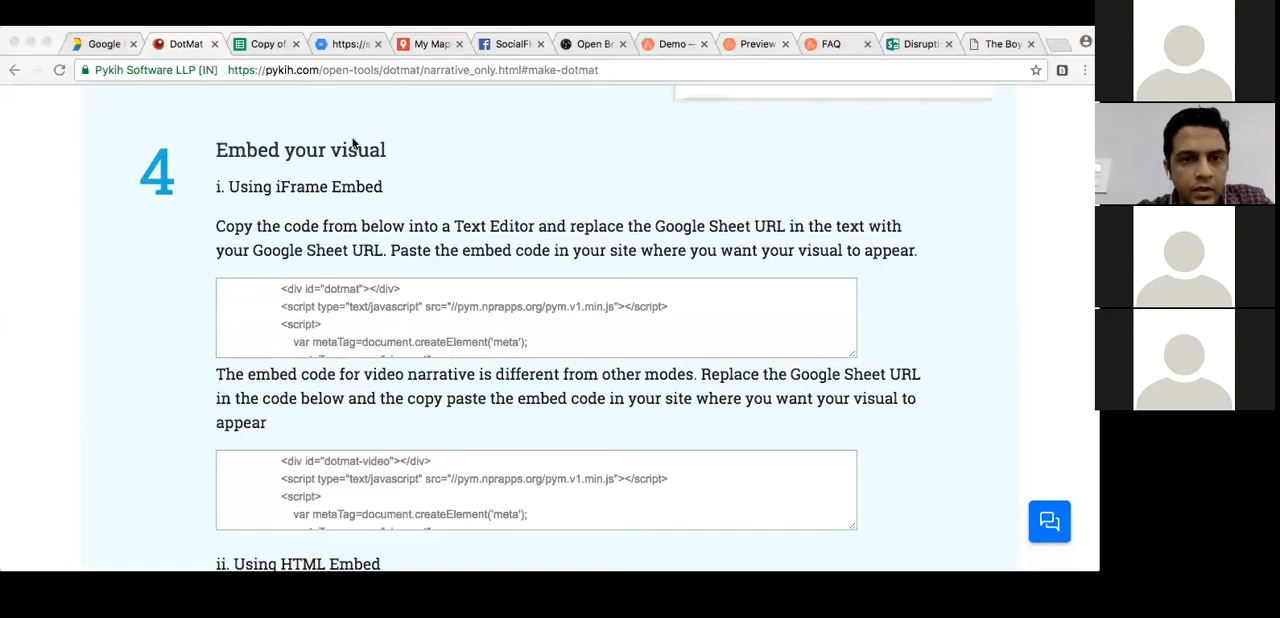 Google
DotMat
Copy of
https://s
My Map
SocialFl
Open Br
Demo —
Preview
FAQ
Disrupti
The Boy
Pykih Software LLP [IN]
https://pykih.com/open-tools/dotmat/narrative_only.html#make-dotmat
4
Embed your visual
i. Using iFrame Embed
Copy the code from below into a Text Editor and replace the Google Sheet URL in the text with
your Google Sheet URL. Paste the embed code in your site where you want your visual to appear.
<div id="dotmat"></div>
<script type="text/javascript" src="//pym.nprapps.org/pym.v1.min.js"></script>
<script>
var metaTag=document.createElement('meta');
The embed code for video narrative is different from other modes. Replace the Google Sheet URL
in the code below and the copy paste the embed code in your site where you want your visual to
appear
<div id="dotmat-video"></div>
<script type="text/javascript" src="//pym.nprapps.org/pym.v1.min.js"></script>
<script>
var metaTag=document.createElement('meta');
ii. Using HTML Embed